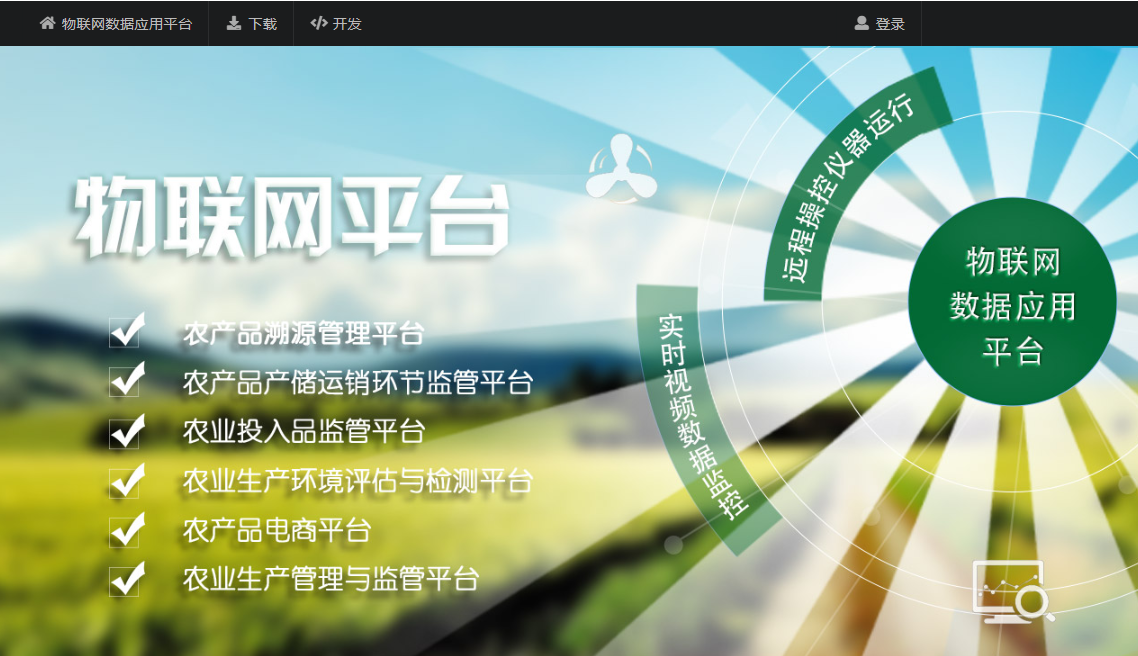 物联网数据应用平台
下载
开发
登录
物联网平台
农产品溯源管理平台
农产品产储运销环节监管平台
农业投入品监管平台
农业生产环境评估与检测平台
农产品电商平台
农业生产管理与监管平台
远程操控仪器运行
实时视频数据监控
物联网
数据应用
平台